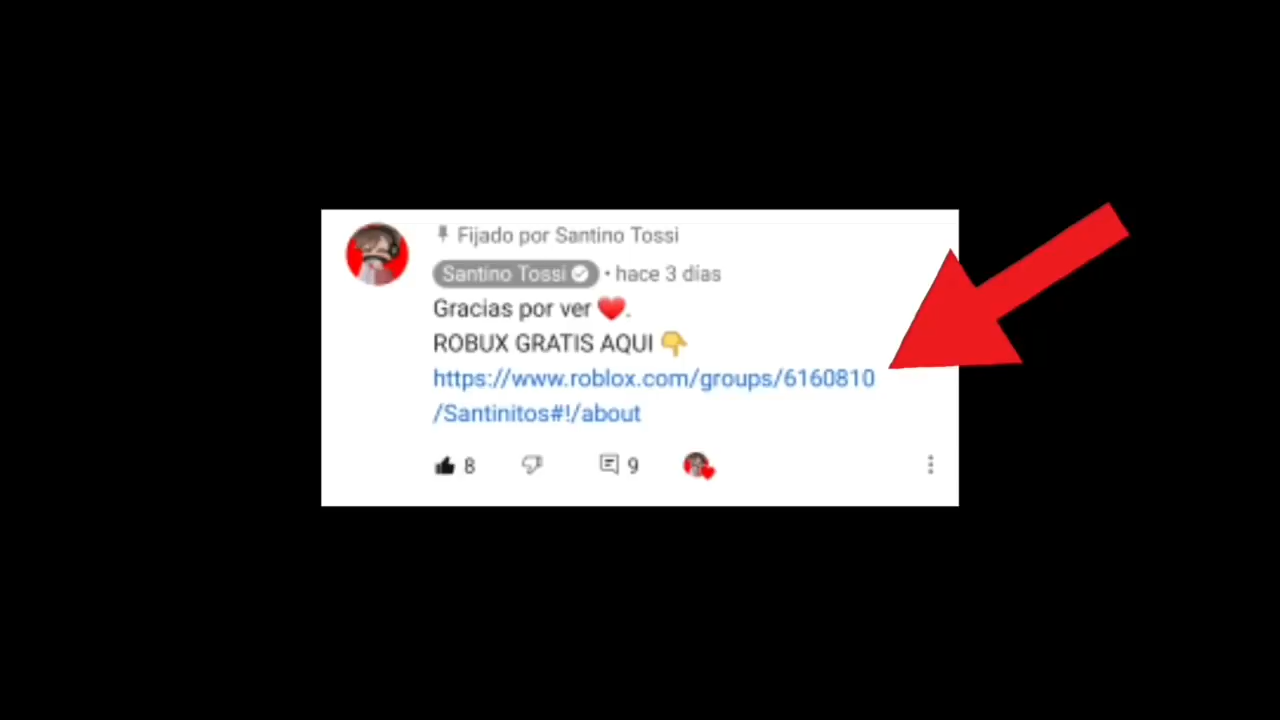 Fijado por Santino Tossi
Santino Tossi • hace 3 días
Gracias por ver ❤️.
ROBUX GRATIS AQUI 👇
https://www.roblox.com/groups/6160810
/Santinitos#!/about
8 9